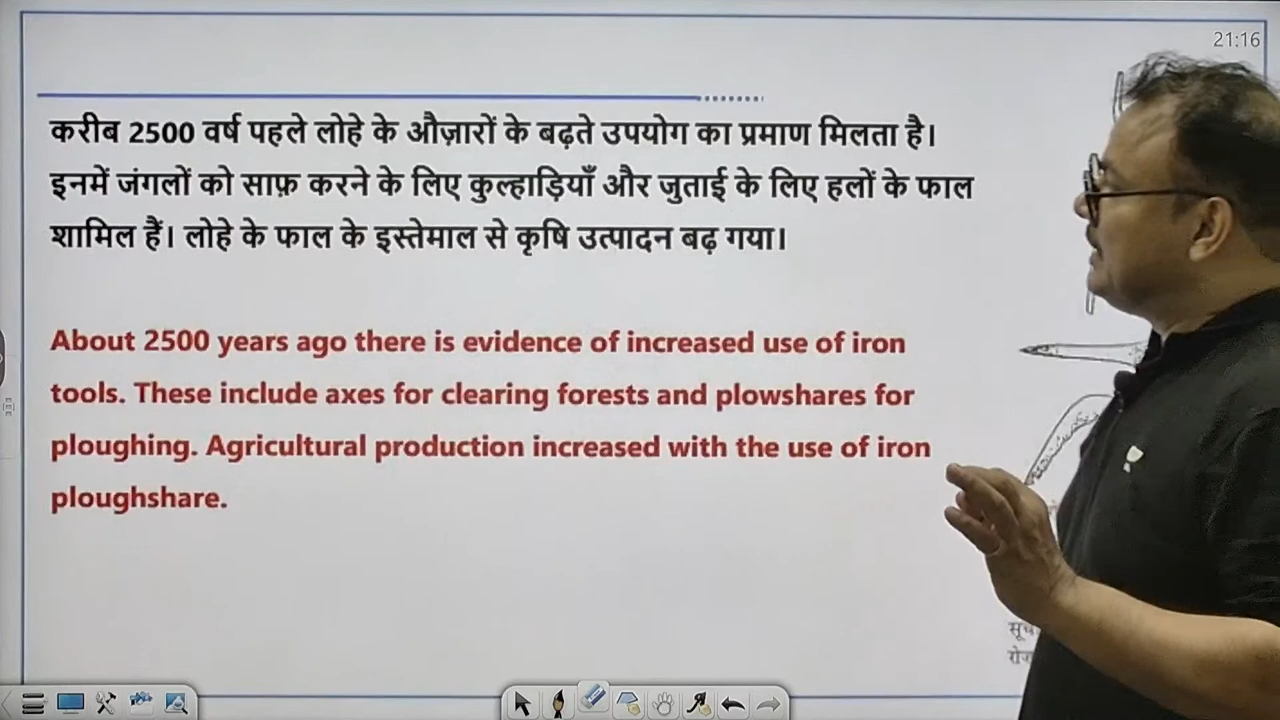 21:16
करीब 2500 वर्ष पहले लोहे के औज़ारों के बढ़ते उपयोग का प्रमाण मिलता है।
इनमें जंगलों को साफ़ करने के लिए कुल्हाड़ियाँ और जुताई के लिए हलों के फाल
शामिल हैं। लोहे के फाल के इस्तेमाल से कृषि उत्पादन बढ़ गया।
About 2500 years ago there is evidence of increased use of iron
tools. These include axes for clearing forests and plowshares for
ploughing. Agricultural production increased with the use of iron
ploughshare.